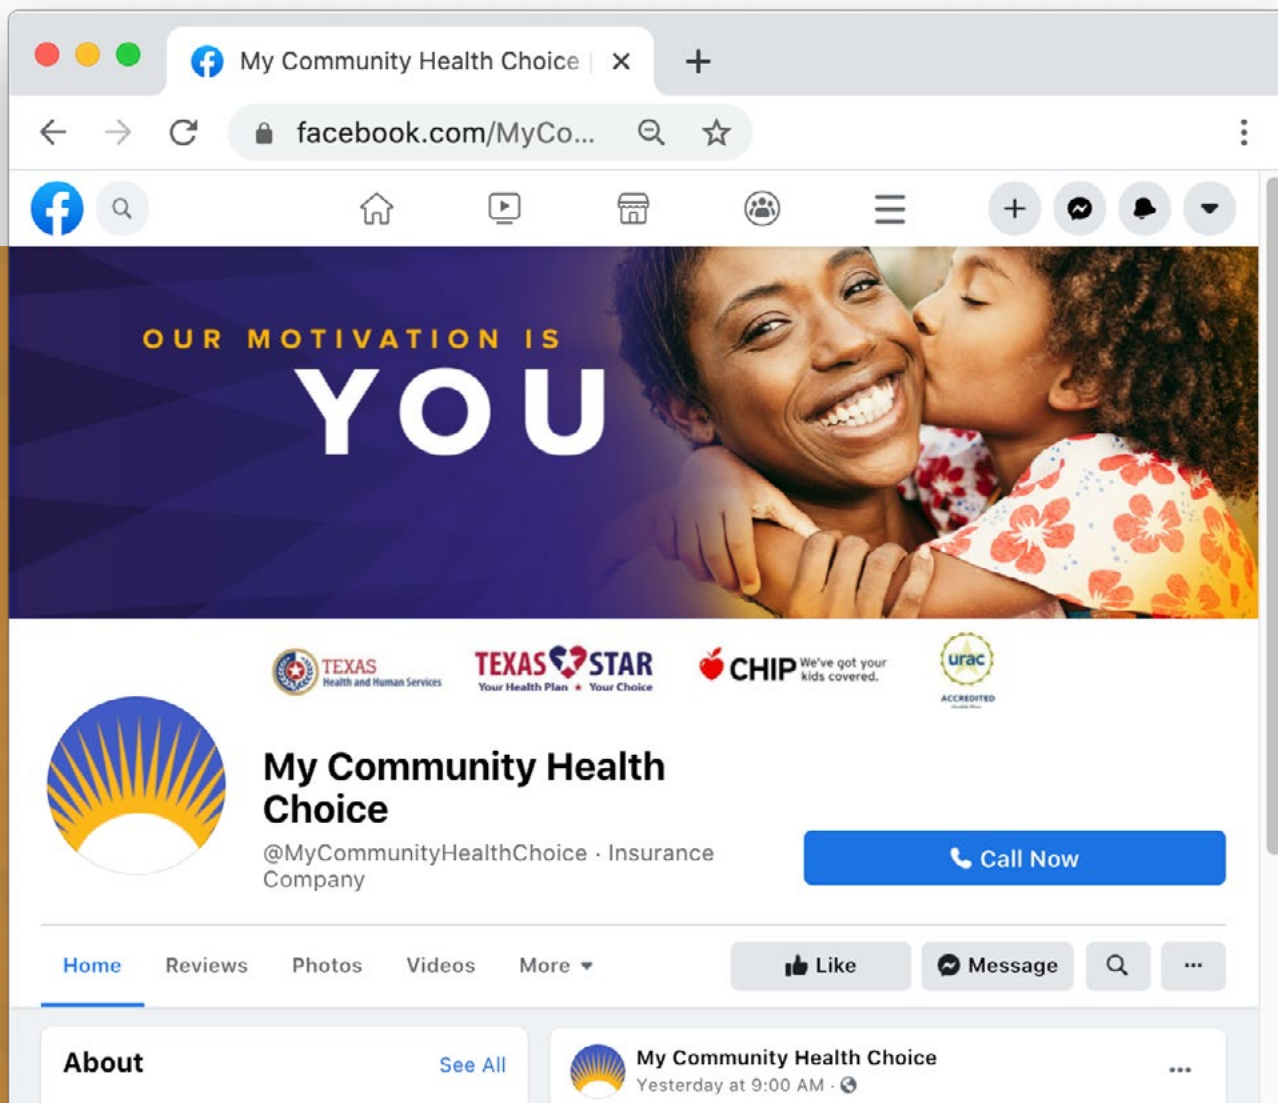 My Community Health Choice
facebook.com/MyCo...
OUR MOTIVATION IS
YOU
TEXAS
Health and Human Services
TEXAS STAR
Your Health Plan ★ Your Choice
CHIP We've got your
kids covered.
urac
ACCREDITED
Health Plan
My Community Health
Choice
@MyCommunityHealthChoice · Insurance
Company
Call Now
Home Reviews Photos Videos More
Like Message
About See All
My Community Health Choice
Yesterday at 9:00 AM ·